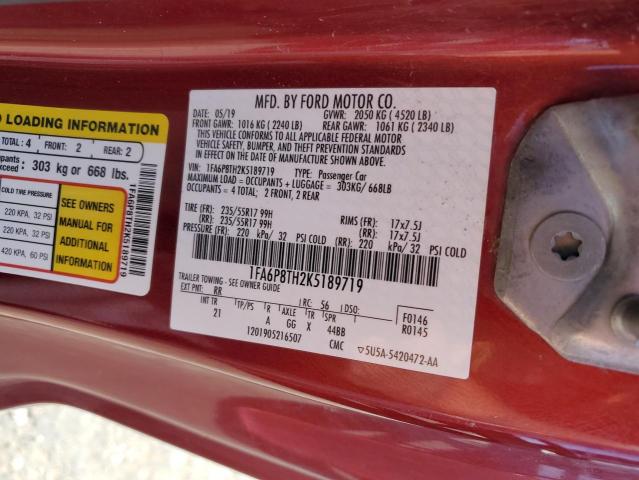 LOADING INFORMATION
TOTAL: 4 FRONT: 2 REAR: 2
303 kg or 668 lbs.
COLD TIRE PRESSURE
220 KPA, 32 PSI
220 KPA, 32 PSI
420 KPA, 60 PSI
SEE OWNERS
MANUAL FOR
ADDITIONAL
INFORMATION
1FA6P8TH2K5189719
MFD. BY FORD MOTOR CO.
DATE: 05/19 GVWR: 2050 KG ( 4520 LB)
FRONT GAWR: 1016 KG ( 2240 LB) REAR GAWR: 1061 KG ( 2340 LB)
THIS VEHICLE CONFORMS TO ALL APPLICABLE FEDERAL MOTOR
VEHICLE SAFETY, BUMPER, AND THEFT PREVENTION STANDARDS
IN EFFECT ON THE DATE OF MANUFACTURE SHOWN ABOVE.
VIN: 1FA6P8TH2K5189719 TYPE: Passenger Car
MAXIMUM LOAD = OCCUPANTS + LUGGAGE = 303KG/ 668LB
OCCUPANTS = 4 TOTAL; 2 FRONT, 2 REAR
TIRE (FR): 235/55R17 99H RIMS (FR): 17x7.5J
(RR): 235/55R17 99H (RR): 17x7.5J
PRESSURE (FR): 220 kPa/ 32 PSI COLD (RR): 220 kPa/ 32 PSI COLD
1FA6P8TH2K5189719
TRAILER TOWING - SEE OWNER GUIDE
EXT PNT: RR RC: 56 DSO: F0146
INT TR TP/PS R AXLE TR SPR R0145
21 A GG X 44BB
1201905216507 CMC 5U5A-5420472-AA